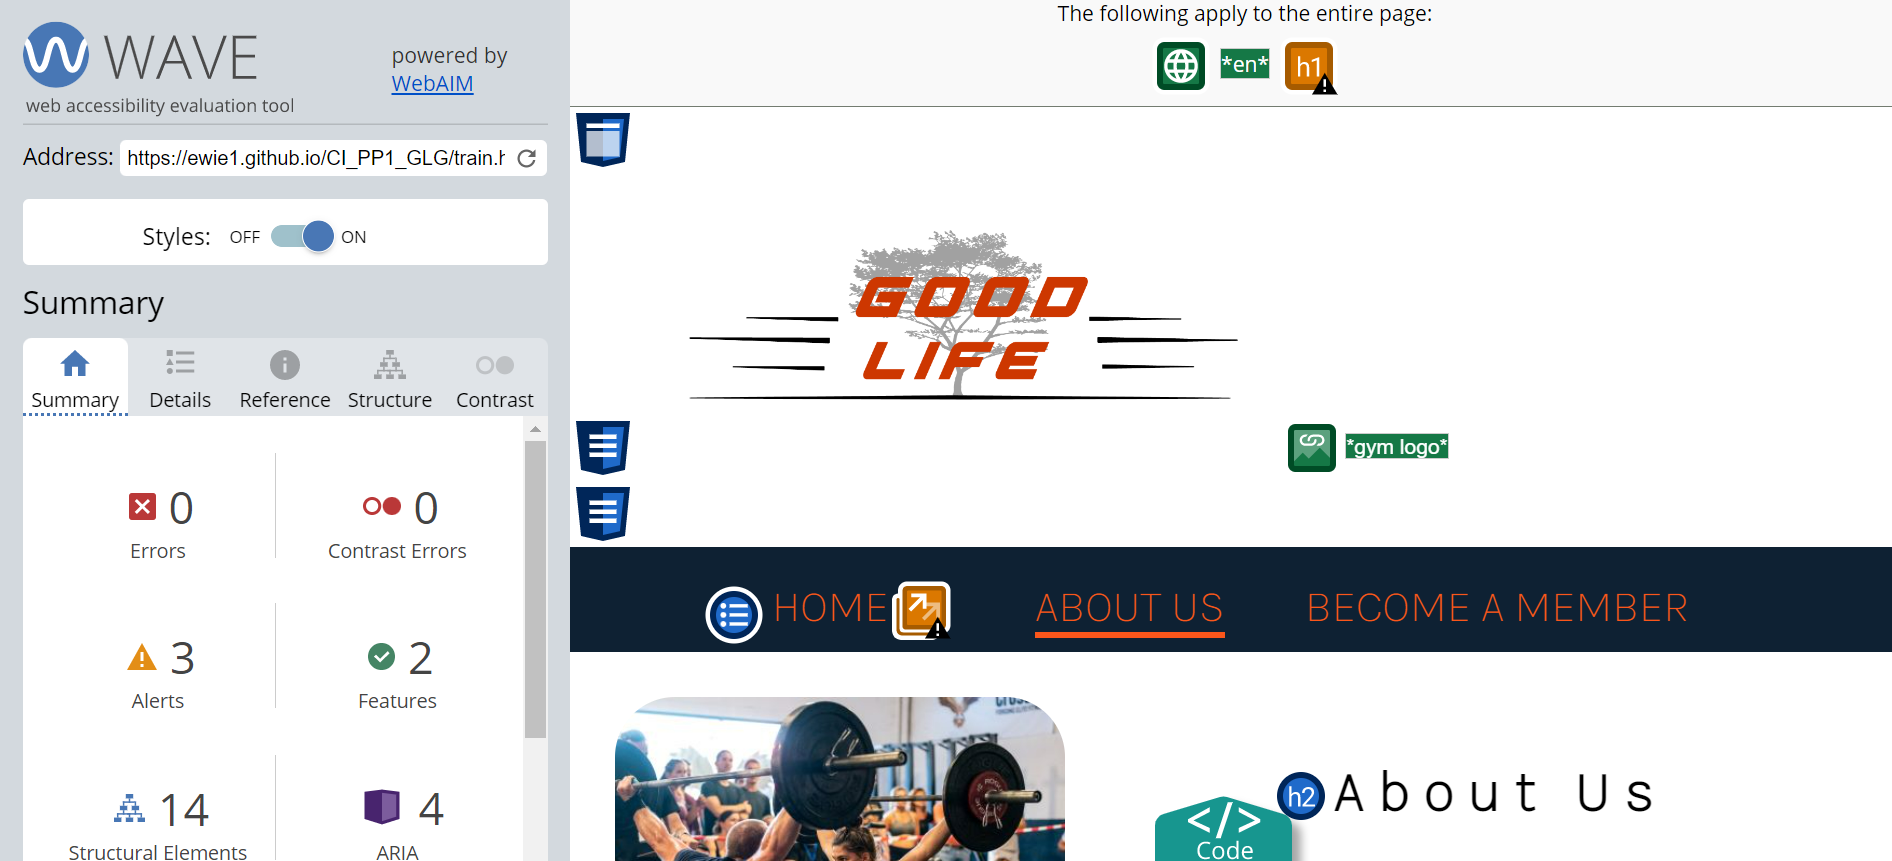 WAVE
web accessibility evaluation tool
powered by
WebAIM
Address: https://ewie1.github.io/CI_PP1_GLG/train.h
Styles: OFF ON
Summary
Summary Details Reference Structure Contrast
0 0
Errors Contrast Errors
3 2
Alerts Features
14 4
Structural Elements ARIA
The following apply to the entire page:
*en* h1
GOOD
LIFE
*gym logo*
HOME ABOUT US BECOME A MEMBER
h2 About Us
</>
Code